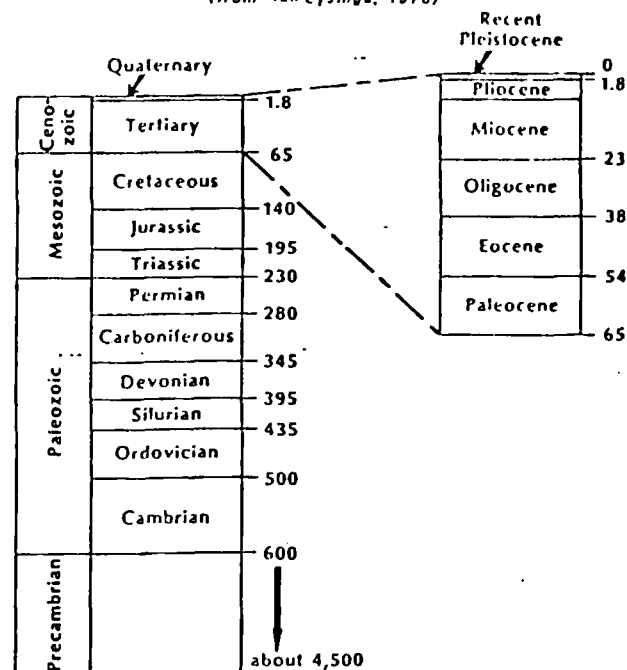 Recent
Pleistocene
0
Quaternary
1.8
Pliocene
1.8
Ceno-
zoic
Tertiary
Miocene
65
23
Mesozoic
Cretaceous
Oligocene
140
38
Jurassic
Eocene
195
54
Triassic
230
Paleozoic
Permian
Paleocene
280
65
Carboniferous
345
Devonian
395
Silurian
435
Ordovician
500
Cambrian
600
Precambrian
about 4,500